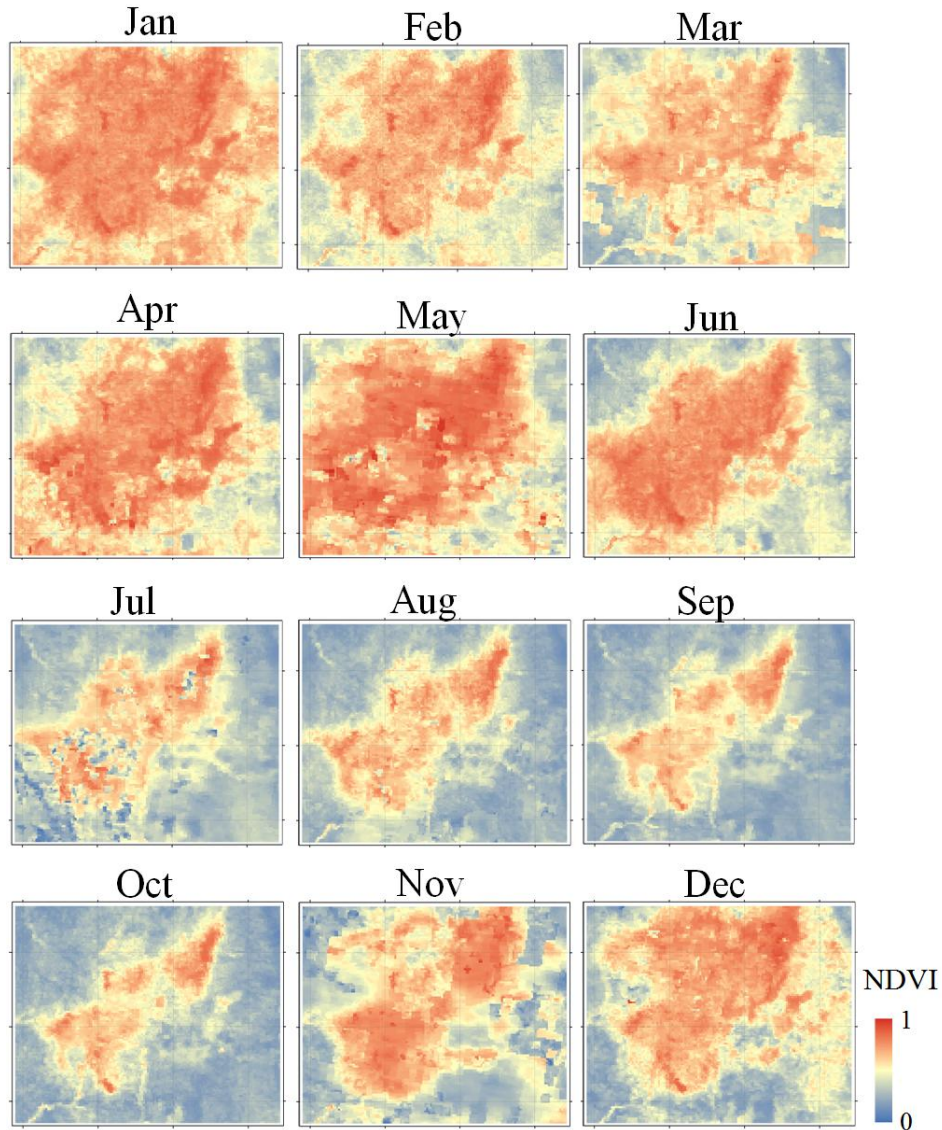 Jan Feb Mar
Apr May Jun
Jul Aug Sep
Oct Nov Dec
NDVI
1
0